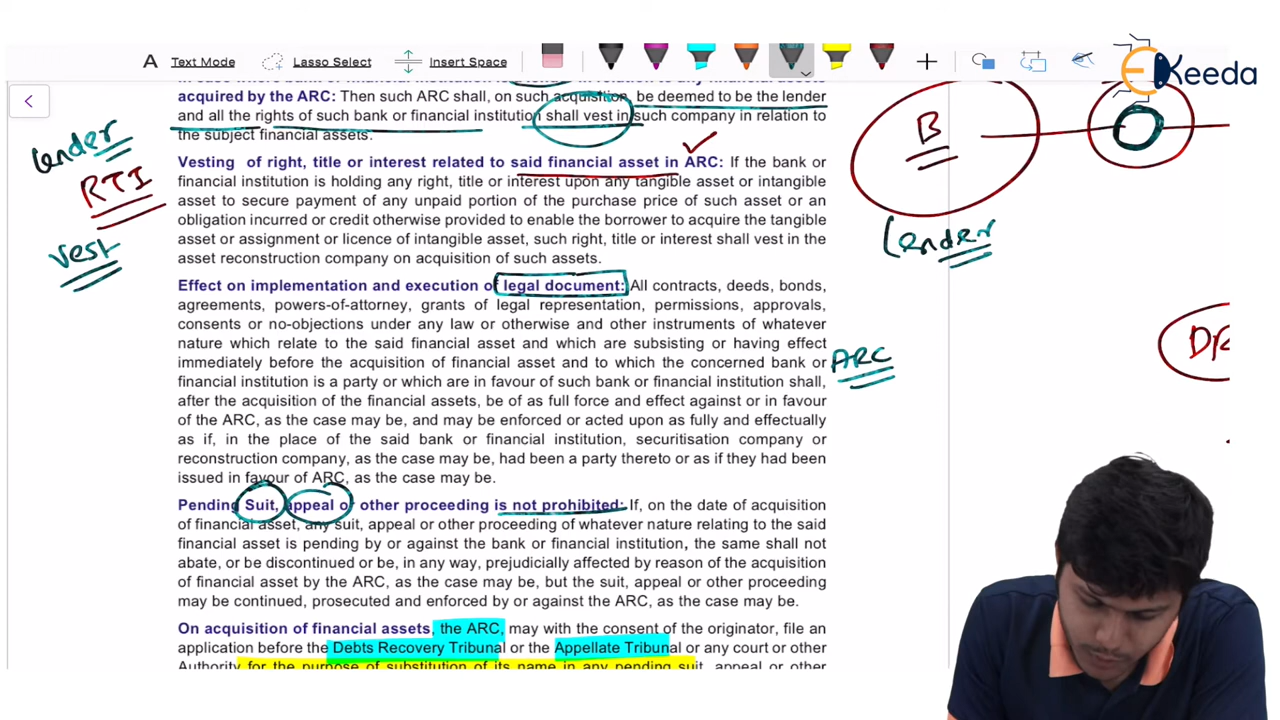 A Text Mode Lasso Select Insert Space
Ekeeda
acquired by the ARC: Then such ARC shall, on such acquisition, be deemed to be the lender
and all the rights of such bank or financial institution shall vest in such company in relation to
the subject financial assets.
Vesting of right, title or interest related to said financial asset in ARC: If the bank or
financial institution is holding any right, title or interest upon any tangible asset or intangible
asset to secure payment of any unpaid portion of the purchase price of such asset or an
obligation incurred or credit otherwise provided to enable the borrower to acquire the tangible
asset or assignment or licence of intangible asset, such right, title or interest shall vest in the
asset reconstruction company on acquisition of such assets.
Effect on implementation and execution of legal document: All contracts, deeds, bonds,
agreements, powers-of-attorney, grants of legal representation, permissions, approvals,
consents or no-objections under any law or otherwise and other instruments of whatever
nature which relate to the said financial asset and which are subsisting or having effect
immediately before the acquisition of financial asset and to which the concerned bank or
financial institution is a party or which are in favour of such bank or financial institution shall,
after the acquisition of the financial assets, be of as full force and effect against or in favour
of the ARC, as the case may be, and may be enforced or acted upon as fully and effectually
as if, in the place of the said bank or financial institution, securitisation company or
reconstruction company, as the case may be, had been a party thereto or as if they had been
issued in favour of ARC, as the case may be.
Pending Suit, appeal or other proceeding is not prohibited: If, on the date of acquisition
of financial asset, any suit, appeal or other proceeding of whatever nature relating to the said
financial asset is pending by or against the bank or financial institution, the same shall not
abate, or be discontinued or be, in any way, prejudicially affected by reason of the acquisition
of financial asset by the ARC, as the case may be, but the suit, appeal or other proceeding
may be continued, prosecuted and enforced by or against the ARC, as the case may be.
On acquisition of financial assets, the ARC, may with the consent of the originator, file an
application before the Debts Recovery Tribunal or the Appellate Tribunal or any court or other
Authority for the purpose of substitution of its name in any pending suit, appeal or other
lender
RTI
Vest
B
Lender
ARC